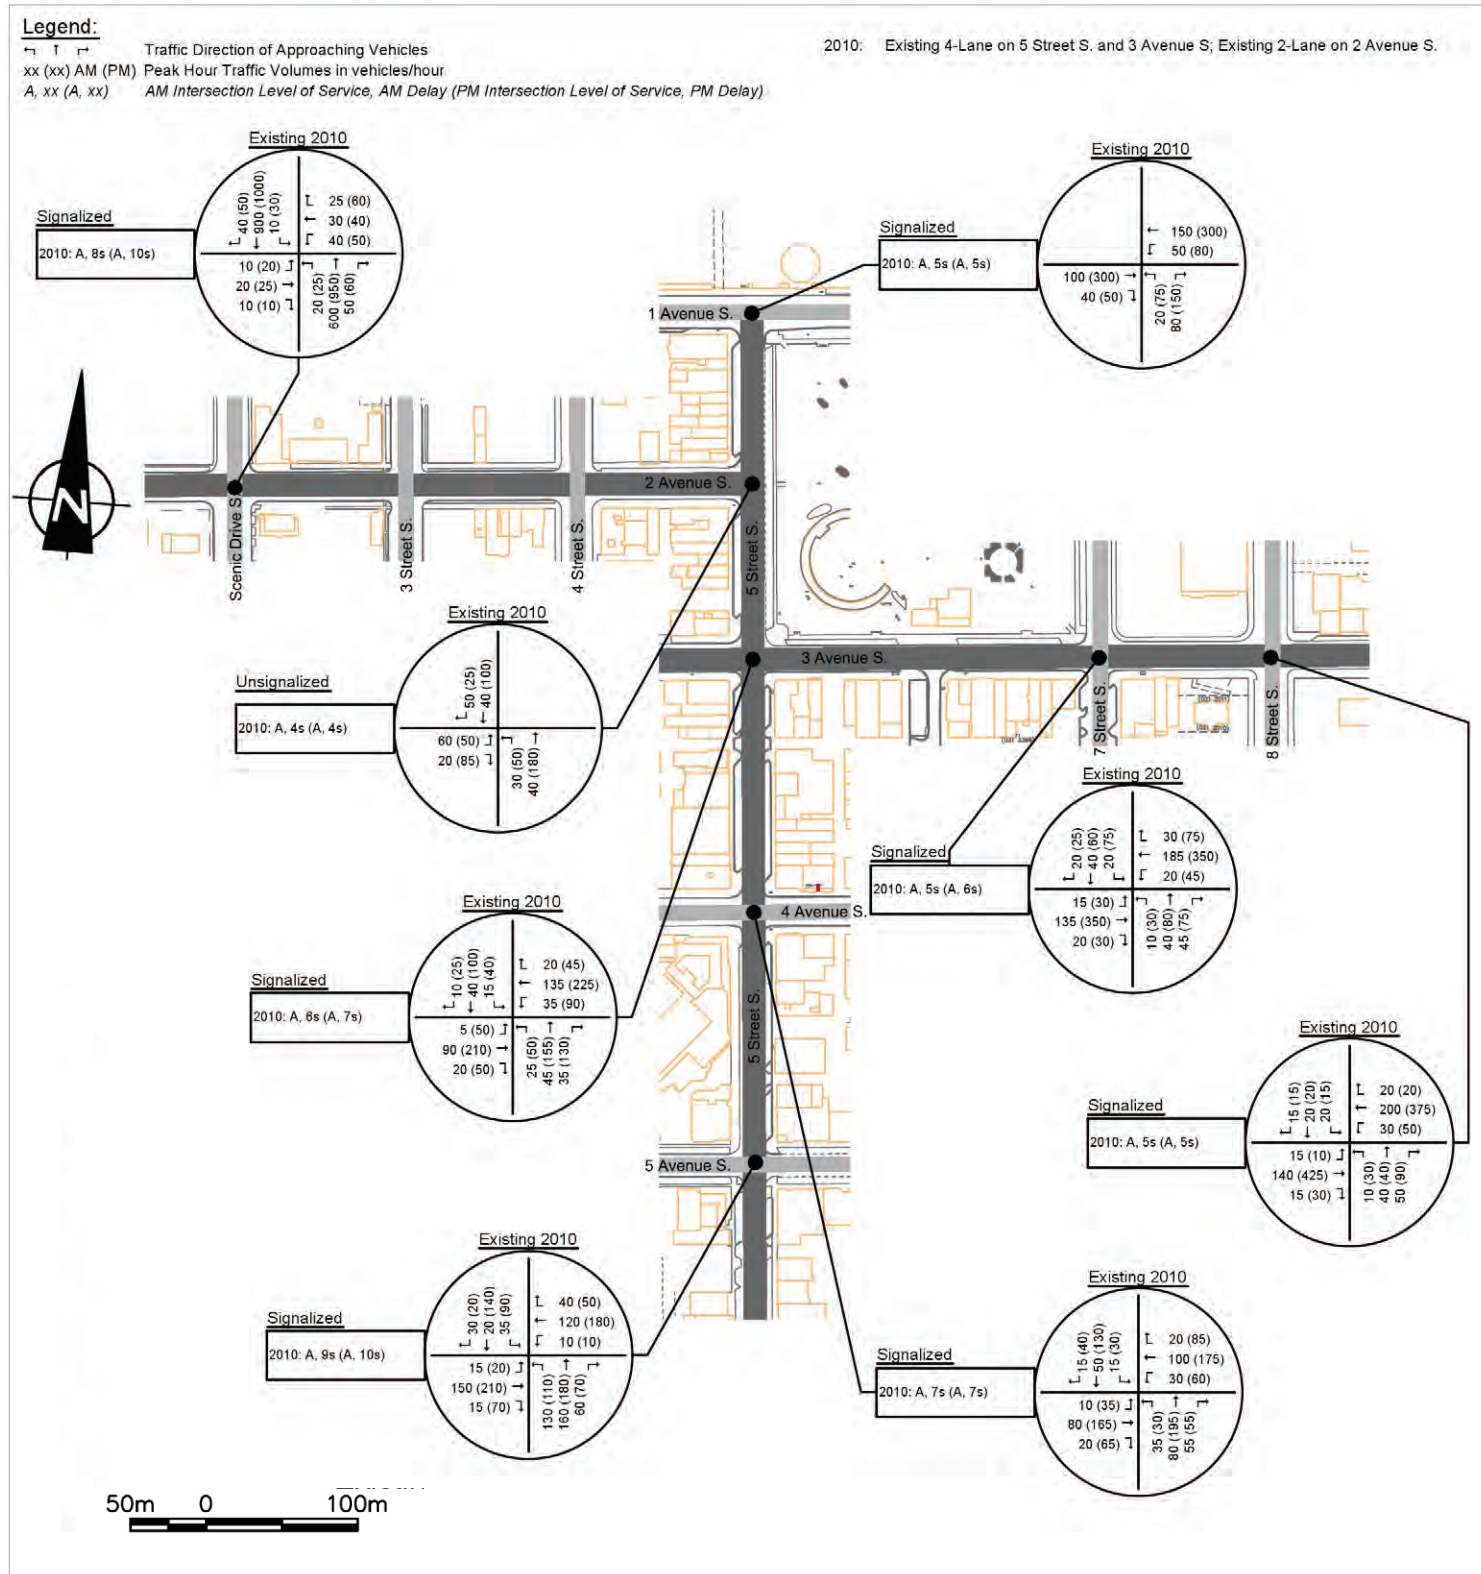 Legend:
Traffic Direction of Approaching Vehicles
xx (xx) AM (PM) Peak Hour Traffic Volumes in vehicles/hour
A, xx (A, xx) AM Intersection Level of Service, AM Delay (PM Intersection Level of Service, PM Delay)
2010: Existing 4-Lane on 5 Street S. and 3 Avenue S; Existing 2-Lane on 2 Avenue S.
Existing 2010
Signalized
2010: A, 8s (A, 10s)
40 (50)
900 (1000)
10 (30)
25 (60)
30 (40)
40 (50)
10 (20)
20 (25)
10 (10)
20 (25)
600 (950)
50 (60)
Existing 2010
Signalized
2010: A, 5s (A, 5s)
150 (300)
50 (80)
100 (300)
40 (50)
20 (75)
80 (150)
1 Avenue S.
2 Avenue S.
Scenic Drive S.
3 Street S.
4 Street S.
5 Street S.
3 Avenue S.
7 Street S.
8 Street S.
4 Avenue S.
5 Street S.
5 Avenue S.
N
Existing 2010
Unsignalized
2010: A, 4s (A, 4s)
50 (25)
40 (100)
60 (50)
20 (85)
30 (50)
40 (180)
Existing 2010
Signalized
2010: A, 5s (A, 6s)
20 (25)
40 (60)
20 (75)
30 (75)
185 (350)
20 (45)
15 (30)
135 (350)
20 (30)
10 (30)
40 (80)
45 (75)
Existing 2010
Signalized
2010: A, 6s (A, 7s)
10 (25)
40 (100)
15 (40)
20 (45)
135 (225)
35 (90)
5 (50)
90 (210)
20 (50)
25 (50)
45 (155)
35 (130)
Existing 2010
Signalized
2010: A, 5s (A, 5s)
15 (15)
20 (20)
20 (15)
20 (20)
200 (375)
30 (50)
15 (10)
140 (425)
15 (30)
10 (30)
40 (40)
50 (90)
Existing 2010
Signalized
2010: A, 9s (A, 10s)
30 (20)
20 (140)
35 (90)
40 (50)
120 (180)
10 (10)
15 (20)
150 (210)
15 (70)
130 (110)
160 (180)
60 (70)
Existing 2010
Signalized
2010: A, 7s (A, 7s)
15 (40)
50 (130)
15 (30)
20 (85)
100 (175)
30 (60)
10 (35)
80 (165)
20 (65)
35 (30)
80 (195)
55 (55)
50m 0 100m